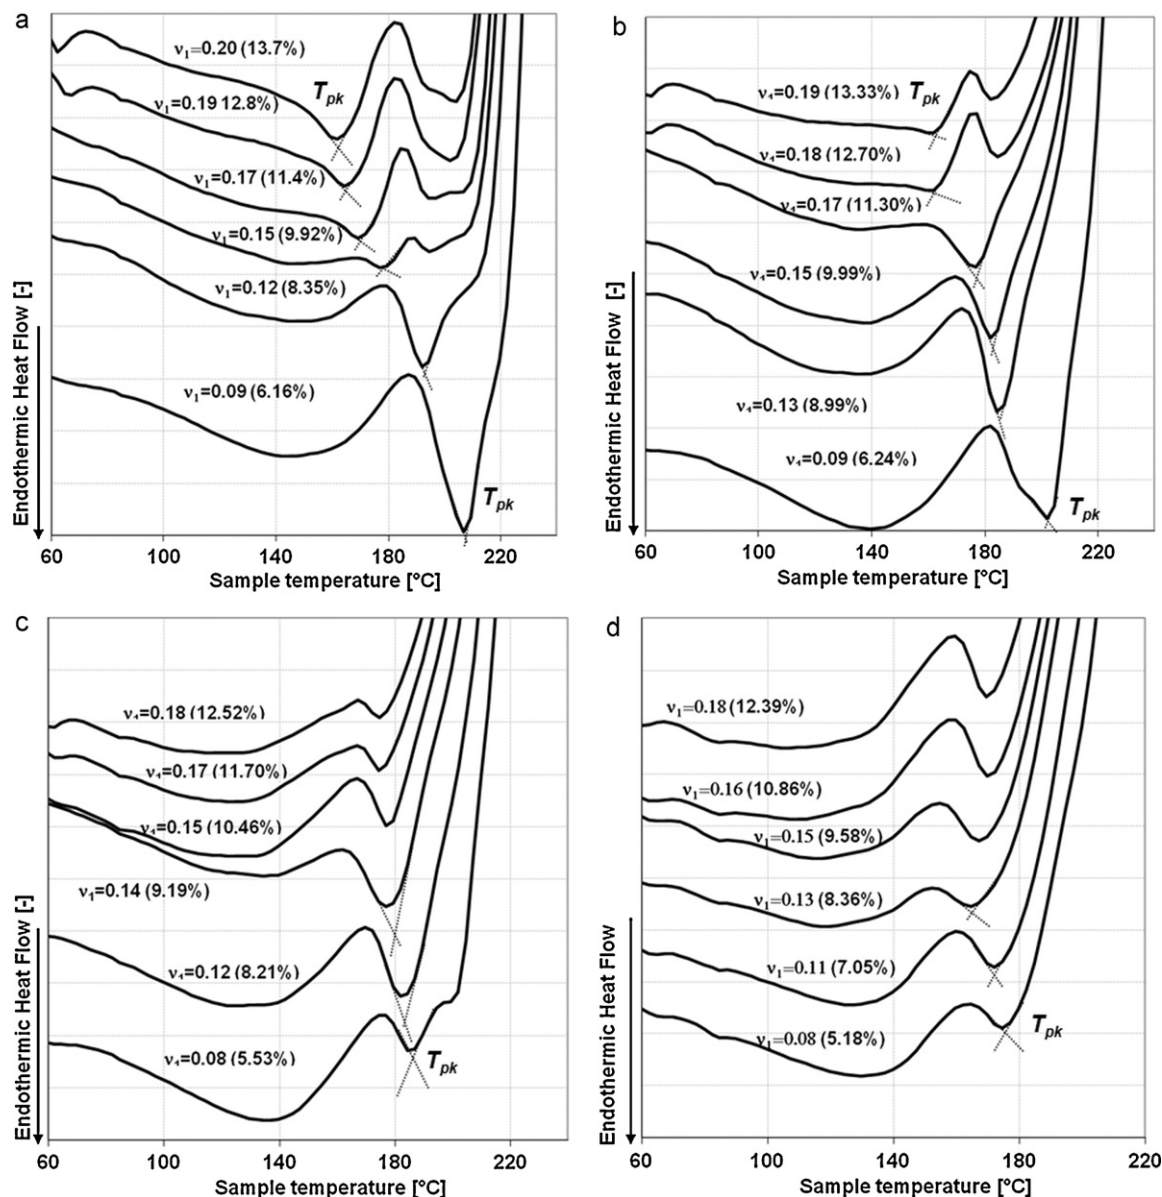 a
ν₁=0.20 (13.7%)
Tpk
ν₁=0.19 12.8%)
ν₁=0.17 (11.4%)
ν₁=0.15 (9.92%)
ν₁=0.12 (8.35%)
ν₁=0.09 (6.16%)
Tpk
Endothermic Heat Flow [-]
60 100 140 180 220
Sample temperature [°C]
b
ν₁=0.19 (13.33%)
Tpk
ν₁=0.18 (12.70%)
ν₁=0.17 (11.30%)
ν₁=0.15 (9.99%)
ν₁=0.13 (8.99%)
ν₁=0.09 (6.24%)
Tpk
Endothermic Heat Flow [-]
60 100 140 180 220
Sample temperature [°C]
c
ν₁=0.18 (12.52%)
ν₁=0.17 (11.70%)
ν₁=0.15 (10.46%)
ν₁=0.14 (9.19%)
ν₁=0.12 (8.21%)
ν₁=0.08 (5.53%)
Tpk
Endothermic Heat Flow [-]
60 100 140 180 220
Sample temperature [°C]
d
ν₁=0.18 (12.39%)
ν₁=0.16 (10.86%)
ν₁=0.15 (9.58%)
ν₁=0.13 (8.36%)
ν₁=0.11 (7.05%)
ν₁=0.08 (5.18%)
Tpk
Endothermic Heat Flow
60 100 140 180 220
Sample temperature [°C]